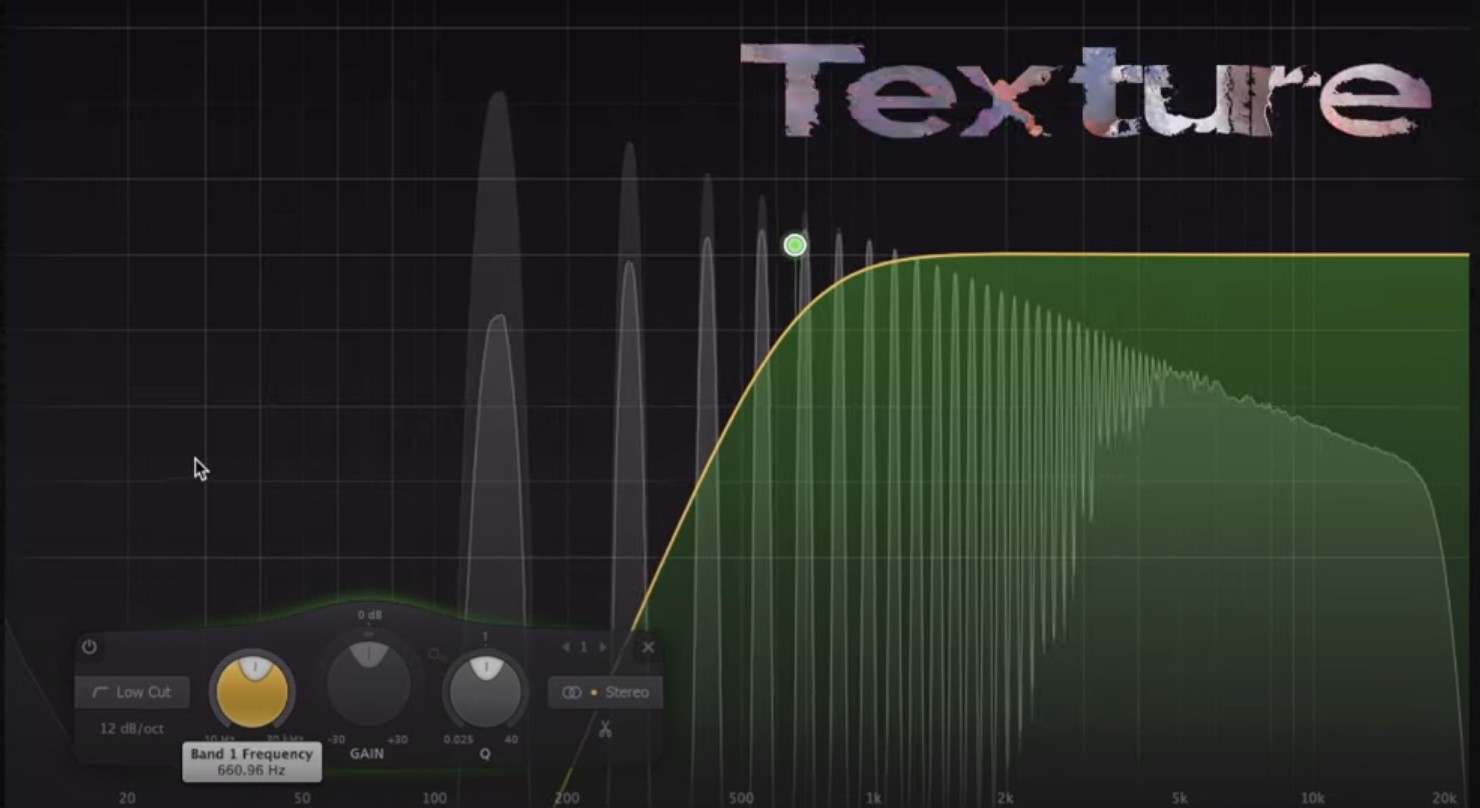 Texture
0 dB
1
1
Low Cut
Stereo
12 dB/oct
10 Hz
30 kHz
-30
+30
0.025
40
GAIN
Q
Band 1 Frequency
660.96 Hz
20
50
100
200
500
1k
2k
5k
10k
20k